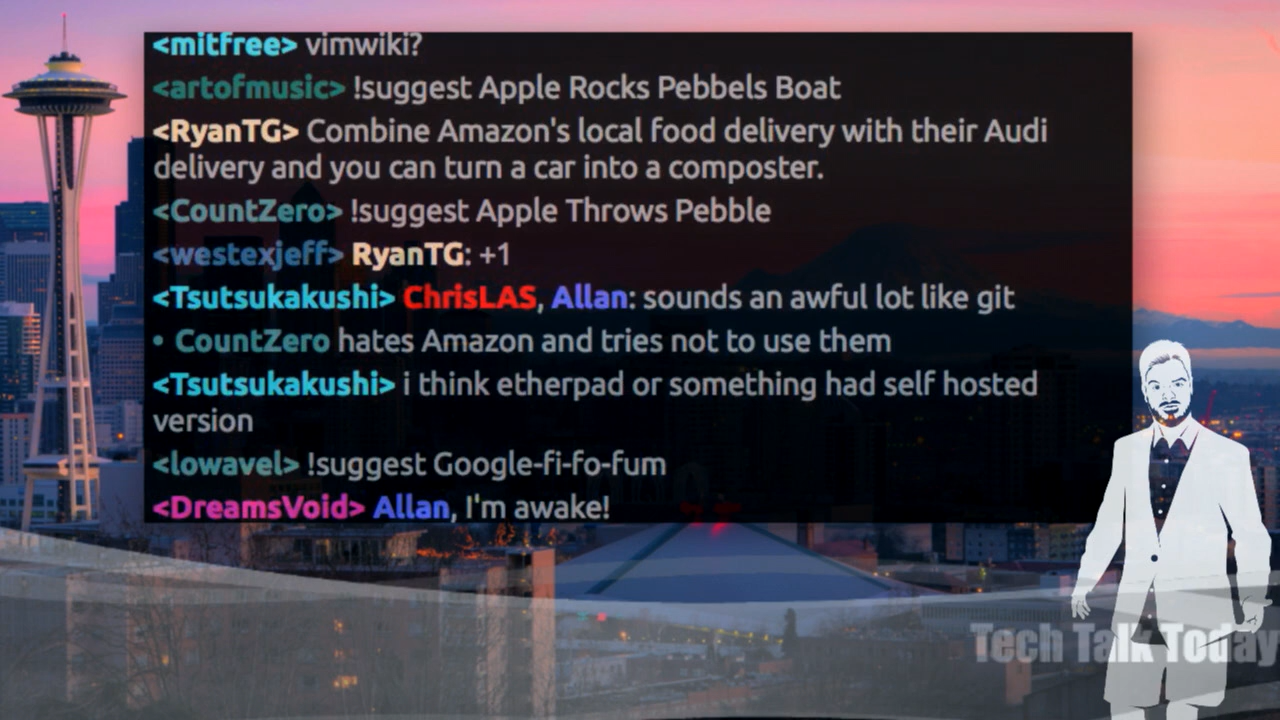 <mitfree> vimwiki?
<artofmusic> !suggest Apple Rocks Pebbels Boat
<RyanTG> Combine Amazon's local food delivery with their Audi
delivery and you can turn a car into a composter.
<CountZero> !suggest Apple Throws Pebble
<westexjeff> RyanTG: +1
<Tsutsukakushi> ChrisLAS, Allan: sounds an awful lot like git
• CountZero hates Amazon and tries not to use them
<Tsutsukakushi> i think etherpad or something had self hosted
version
<lowavel> !suggest Google-fi-fo-fum
<DreamsVoid> Allan, I'm awake!
Tech Talk Today